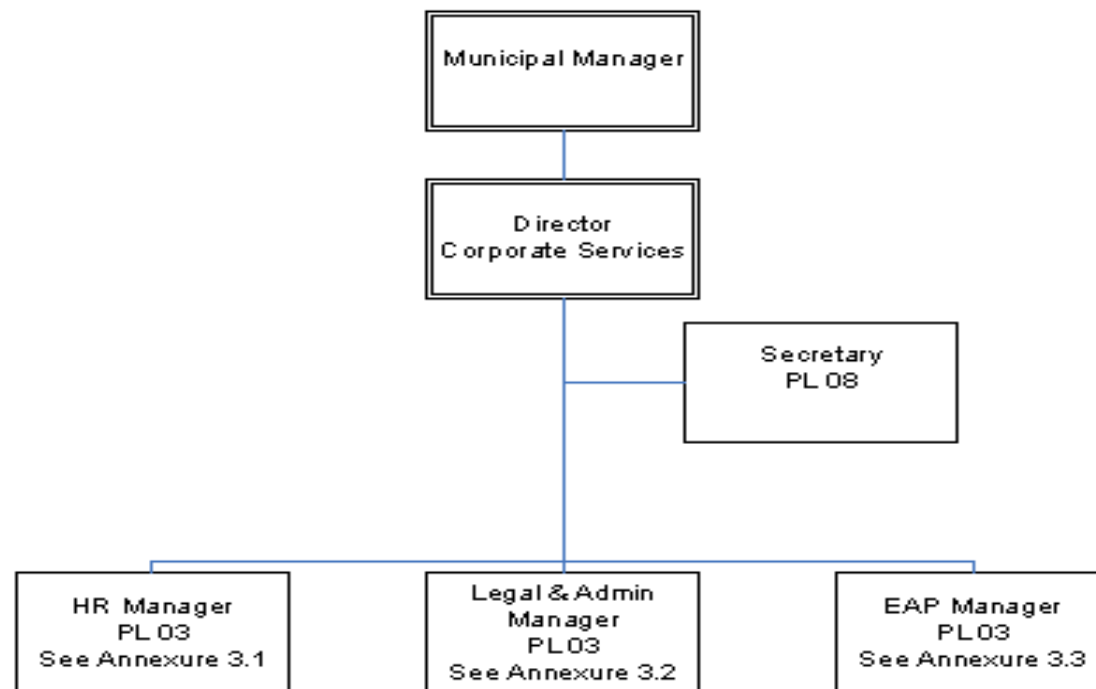 Municipal Manager
Director
Corporate Services
Secretary
PL 08
HR Manager
PL 03
See Annexure 3.1
Legal & Admin
Manager
PL 03
See Annexure 3.2
EAP Manager
PL 03
See Annexure 3.3